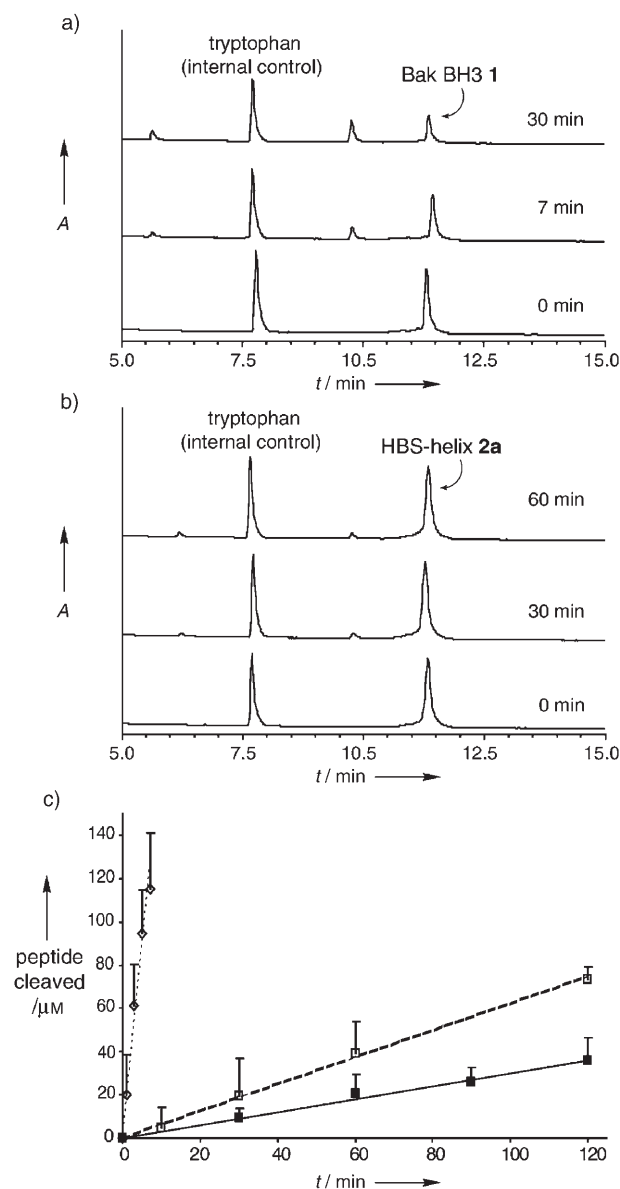 a)
tryptophan
(internal control)
Bak BH3 1
30 min
7 min
0 min
A
5.0 7.5 10.5 12.5 15.0
t / min
b)
tryptophan
(internal control)
HBS-helix 2a
60 min
30 min
0 min
A
5.0 7.5 10.5 12.5 15.0
t / min
c)
140
120
100
peptide
cleaved
/µM
80
60
40
20
0
0 20 40 60 80 100 120
t / min